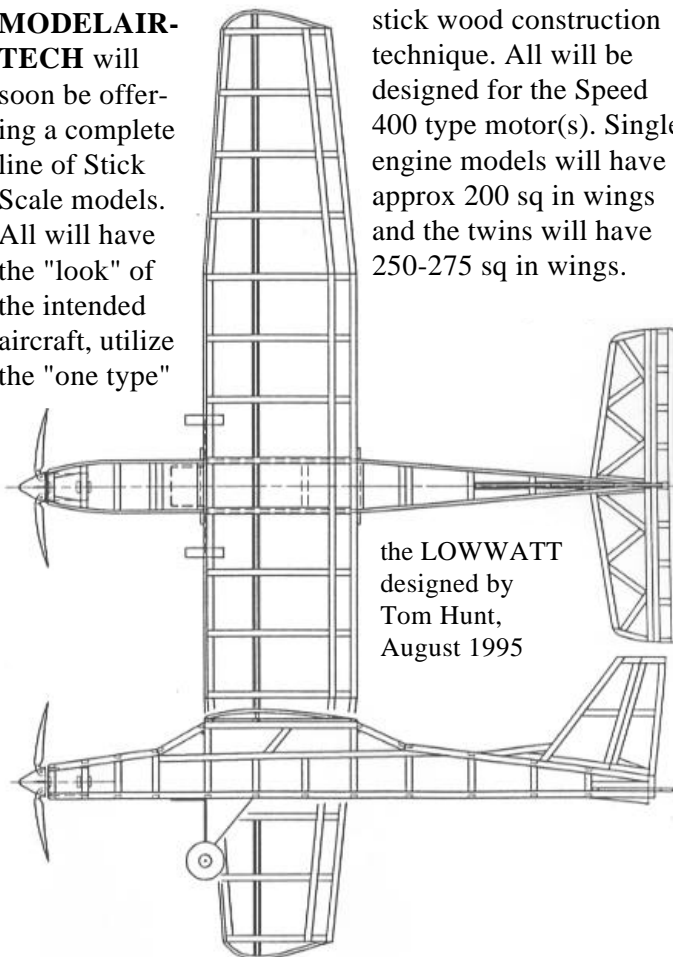 MODELAIR-
TECH will
soon be offer-
ing a complete
line of Stick
Scale models.
All will have
the "look" of
the intended
aircraft, utilize
the "one type"
stick wood construction
technique. All will be
designed for the Speed
400 type motor(s). Single
engine models will have
approx 200 sq in wings
and the twins will have
250-275 sq in wings.
the LOWWATT
designed by
Tom Hunt,
August 1995